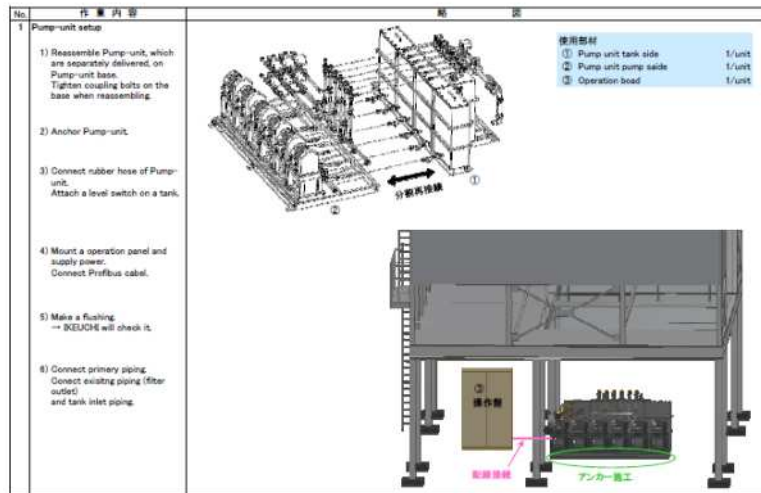 No. 作業内容 略図
1 Pump-unit setup
1) Reassemble Pump-unit, which
are separately delivered, on
Pump-unit base.
Tighten coupling bolts on the
base when reassembling.
2) Anchor Pump-unit.
3) Connect rubber hose of Pump-
unit.
Attach a level switch on a tank.
4) Mount a operation panel and
supply power.
Connect Profibus cabel.
5) Make a flushing.
→ IKEUCHI will check it.
6) Connect primery piping.
Conect exisitng piping (filter
outlet)
and tank inlet piping.
使用部材
① Pump unit tank side 1/unit
② Pump unit pump saide 1/unit
③ Operation boad 1/unit
①
分割再接続
②
③
操作盤
配線接続
アンカー施工